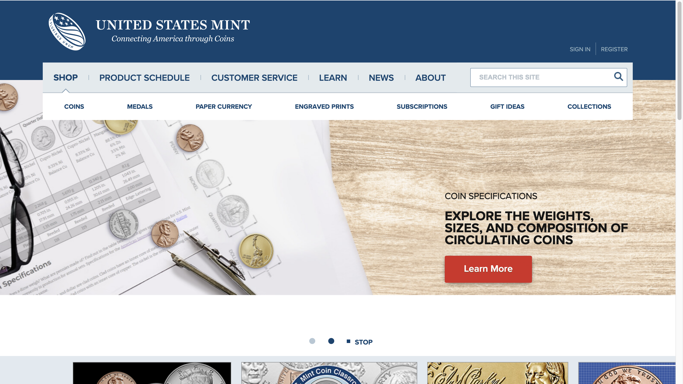 UNITED STATES MINT
Connecting America through Coins
SIGN IN
REGISTER
SHOP
PRODUCT SCHEDULE
CUSTOMER SERVICE
LEARN
NEWS
ABOUT
SEARCH THIS SITE
COINS
MEDALS
PAPER CURRENCY
ENGRAVED PRINTS
SUBSCRIPTIONS
GIFT IDEAS
COLLECTIONS
COIN SPECIFICATIONS
EXPLORE THE WEIGHTS,
SIZES, AND COMPOSITION OF
CIRCULATING COINS
Learn More
Specifications
STOP
Mint Coin Classr